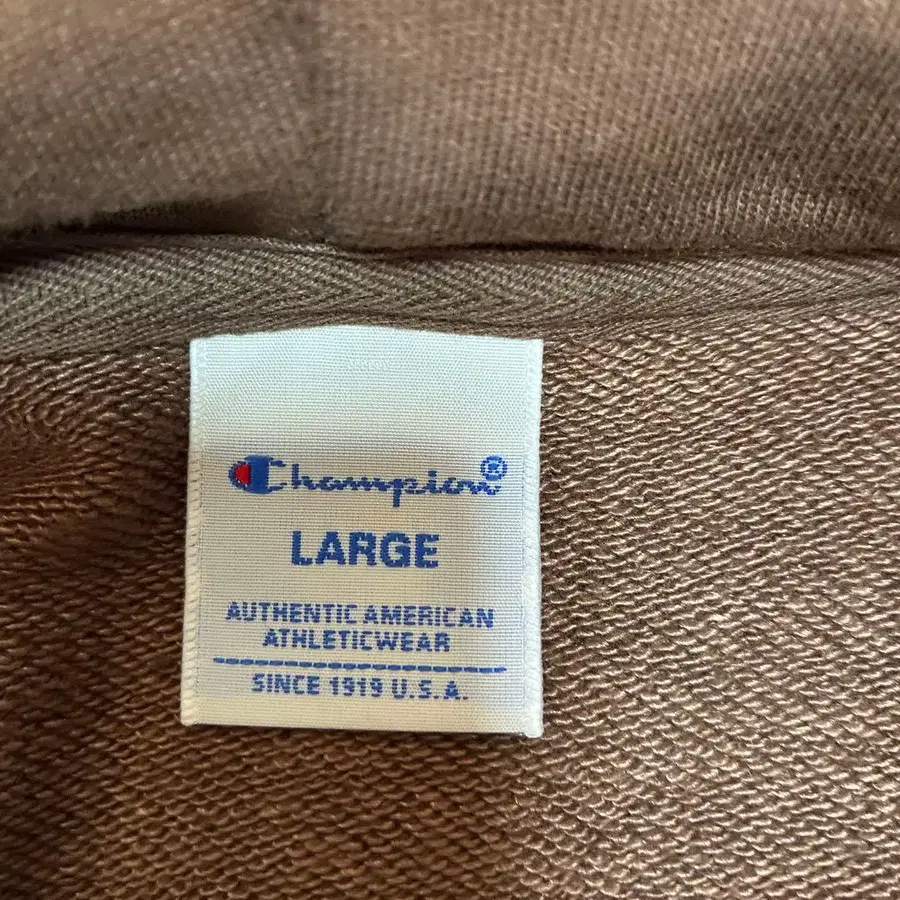 Champion®
LARGE
AUTHENTIC AMERICAN
ATHLETICWEAR
SINCE 1919 U.S.A.